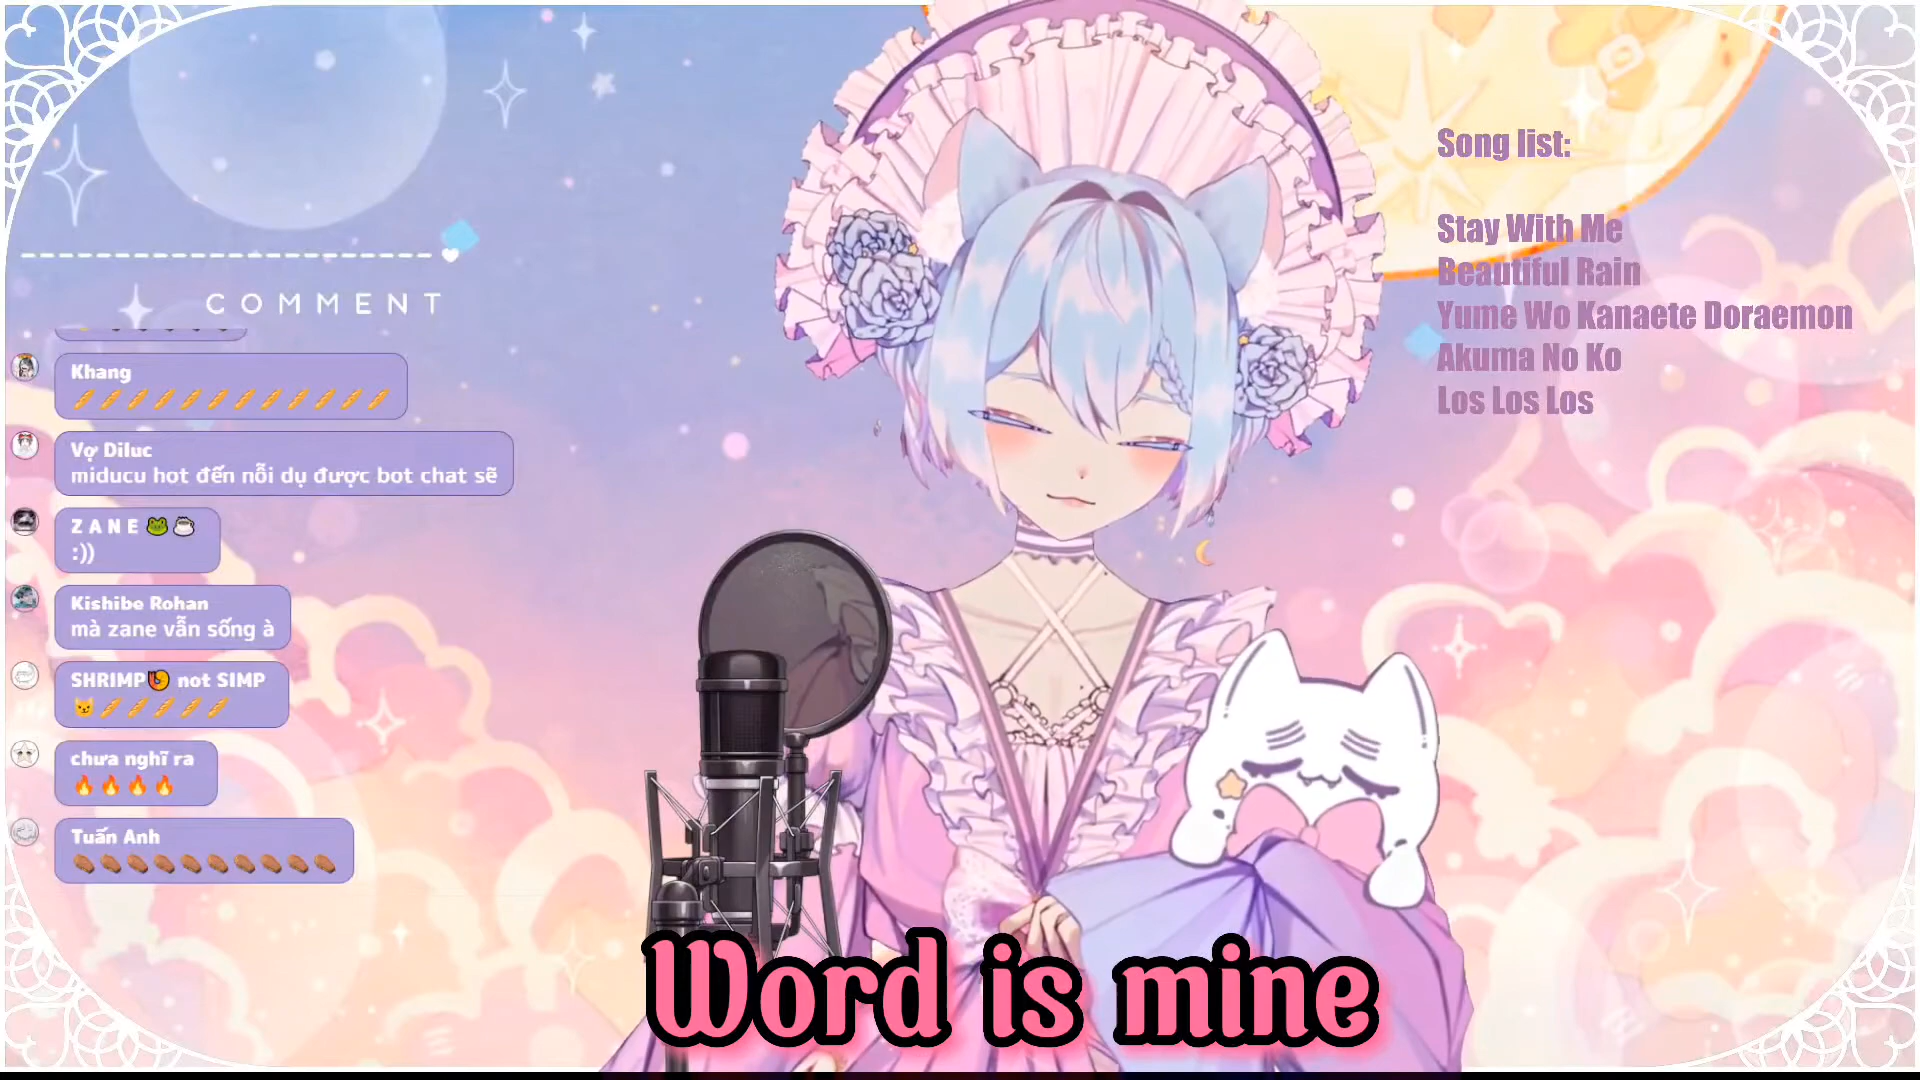 COMMENT
Khang
Vợ Diluc
miducu hot đến nỗi dụ được bot chat sẽ
ZANE
:))
Kishibe Rohan
mà zane vẫn sống à
SHRIMP not SIMP
chưa nghĩ ra
Tuấn Anh
Song list:
Stay With Me
Beautiful Rain
Yume Wo Kanaete Doraemon
Akuma No Ko
Los Los Los
Word is mine